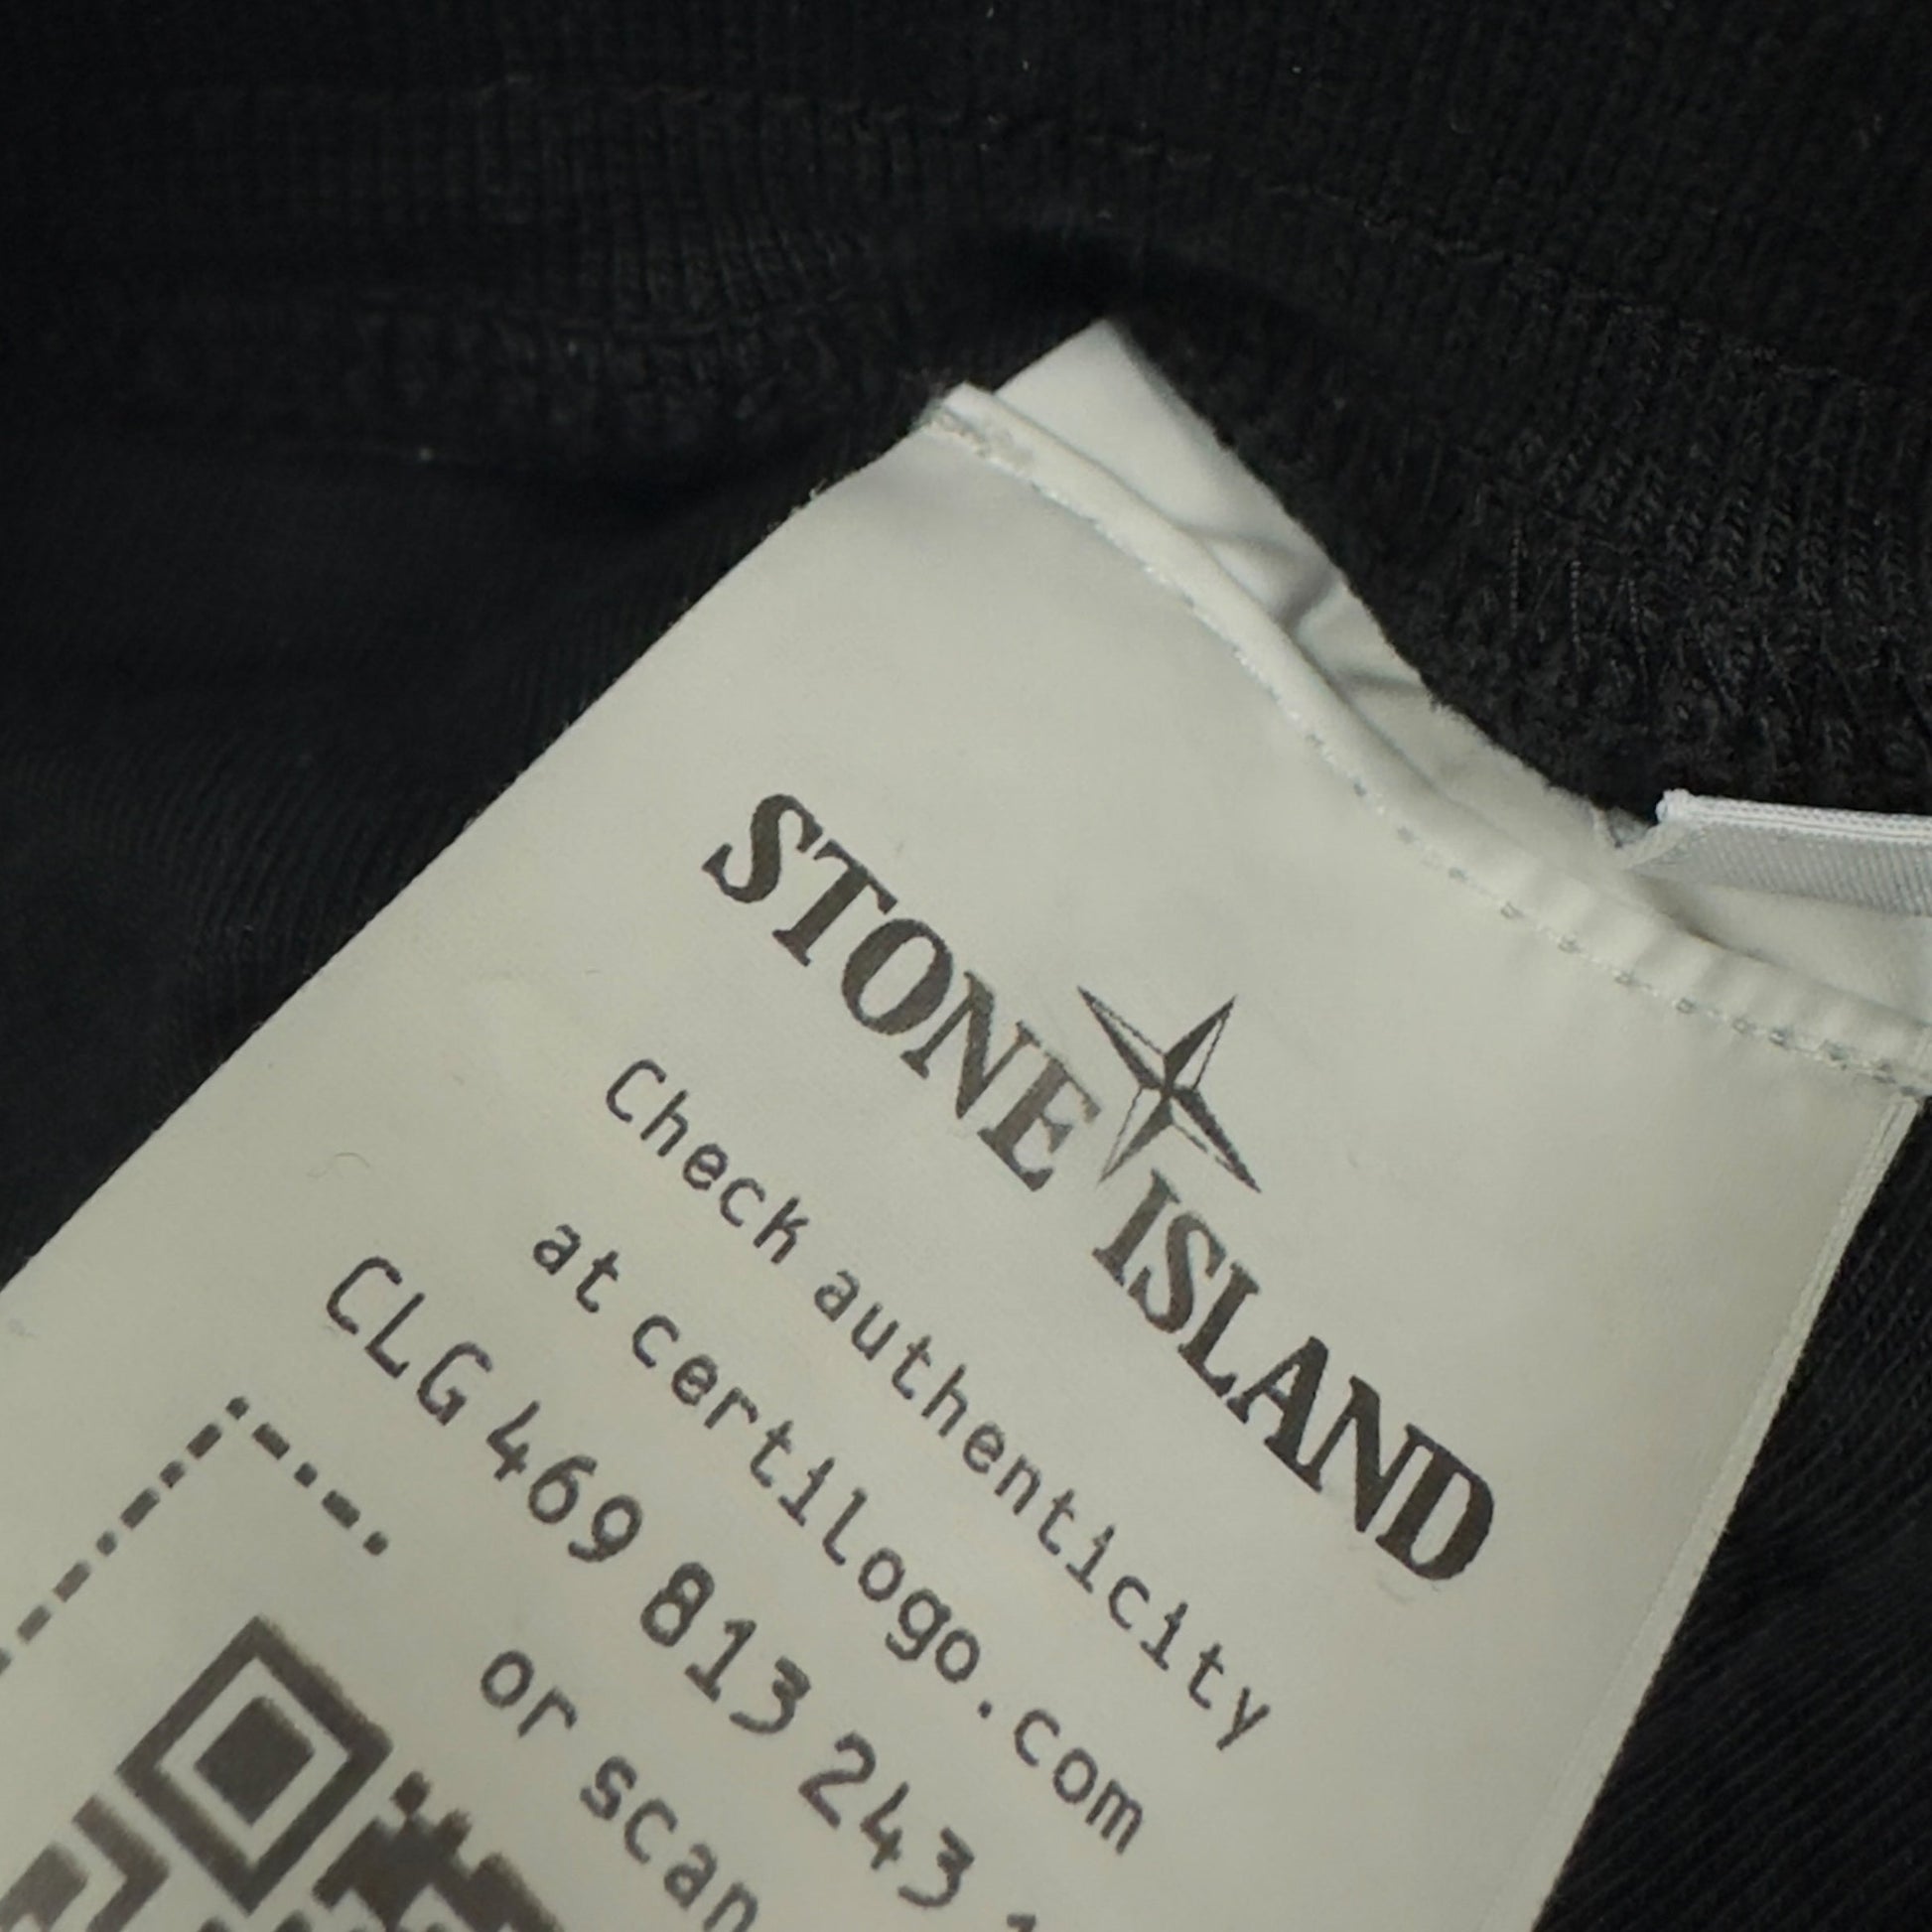 STONE ISLAND
Check authenticity
at certilogo.com
CLG 469 813 243
or scan